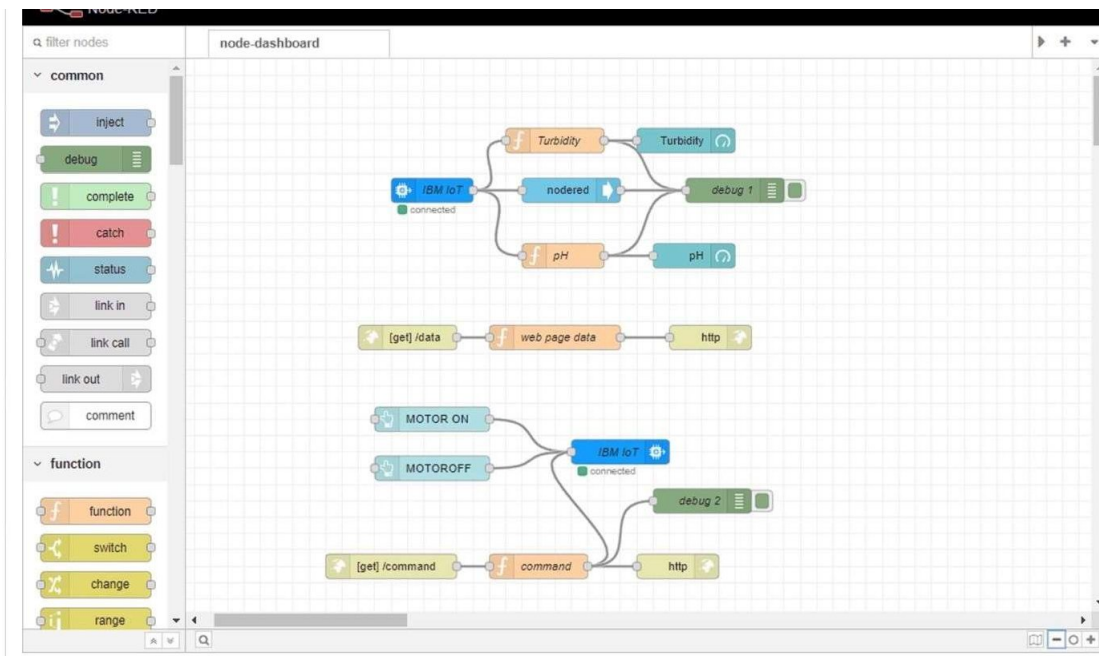 Node-RED
filter nodes
node-dashboard
common
inject
debug
complete
catch
status
link in
link call
link out
comment
function
function
switch
change
range
Turbidity
Turbidity
IBM IoT
connected
nodered
debug 1
pH
pH
[get] /data
web page data
http
MOTOR ON
MOTOROFF
IBM IoT
connected
debug 2
[get] /command
command
http